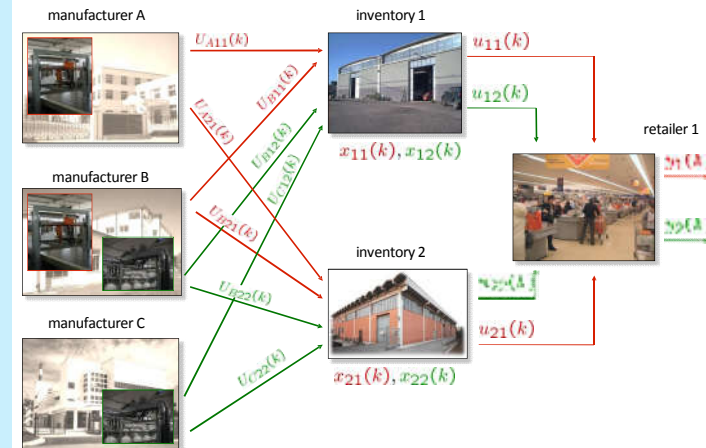 manufacturer A
inventory 1
U_{A11}(k)
u_{11}(k)
U_{B11}(k)
U_{A21}(k)
u_{12}(k)
retailer 1
U_{B12}(k)
U_{C12}(k)
x_{11}(k), x_{12}(k)
manufacturer B
U_{B21}(k)
inventory 2
U_{B22}(k)
u_{21}(k)
manufacturer C
U_{C22}(k)
x_{21}(k), x_{22}(k)